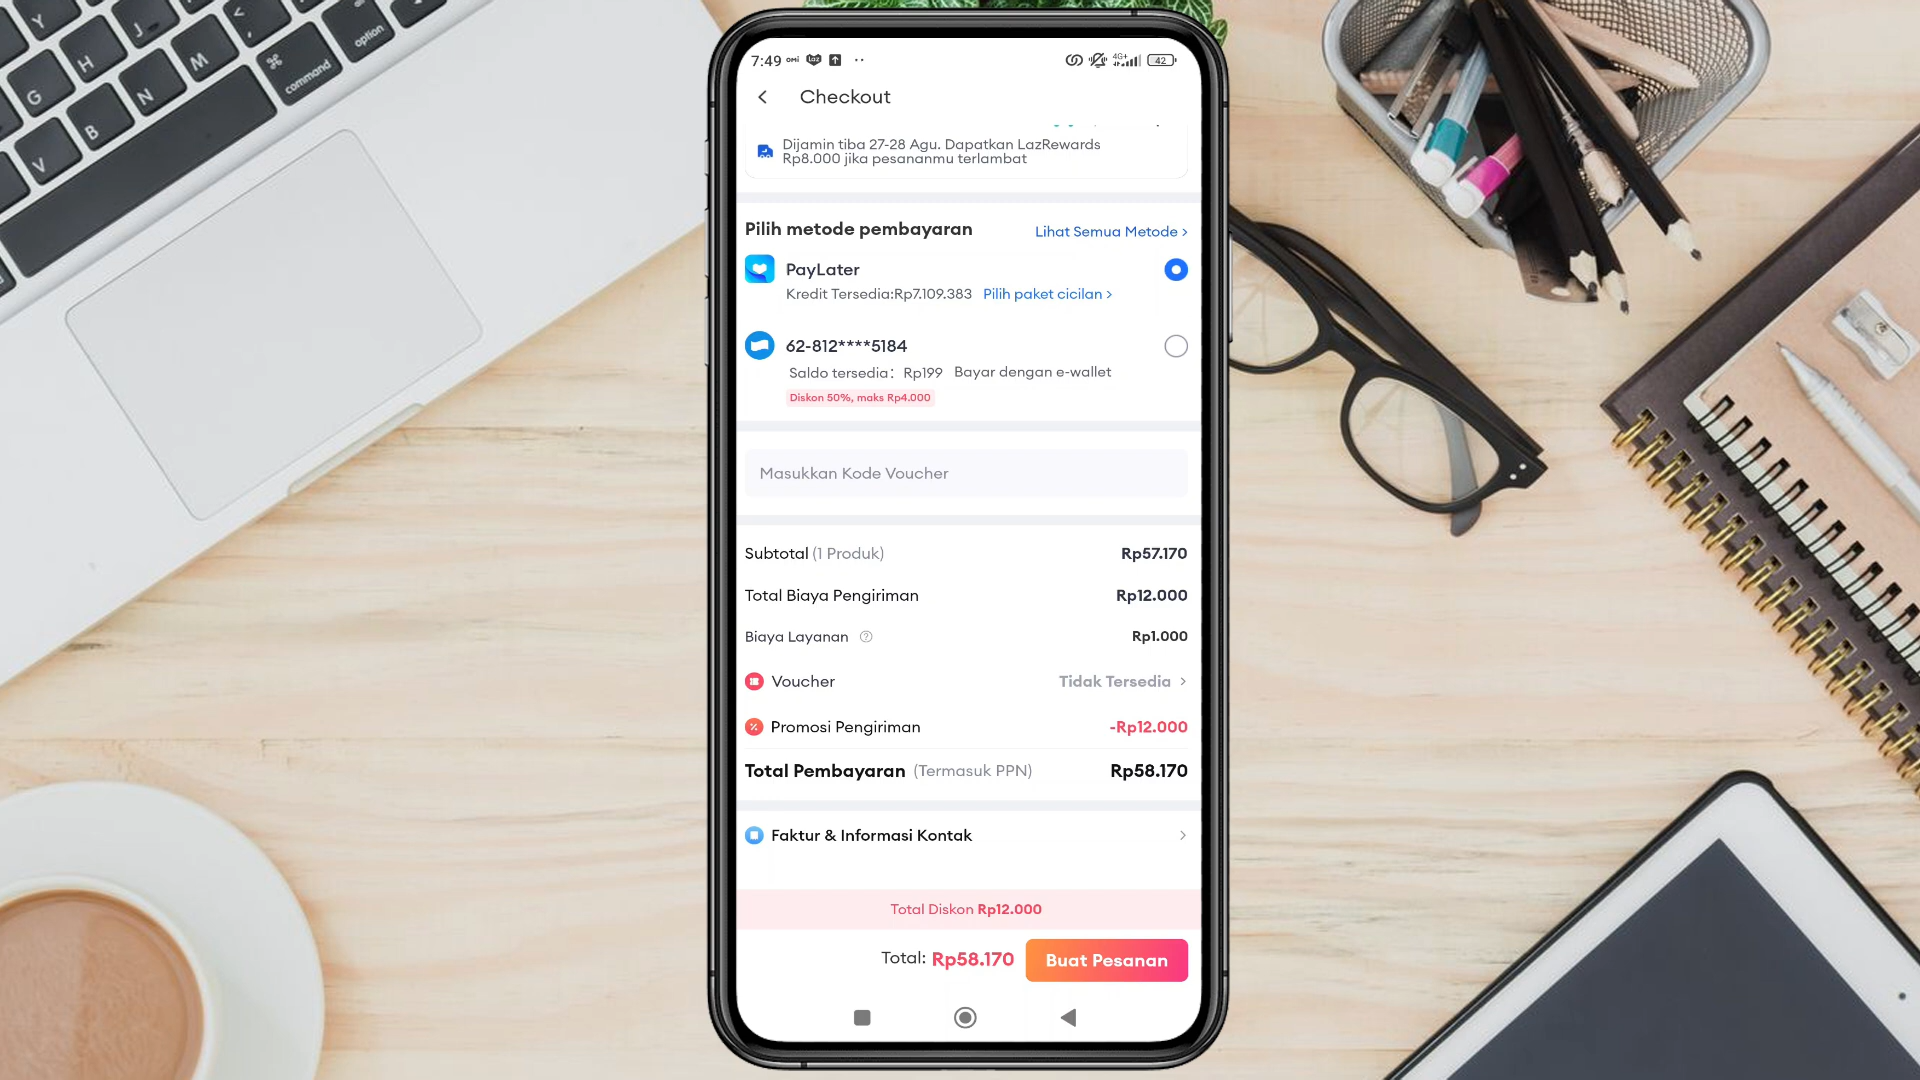 Y
H
J
<
option
G
N
M
⌘
command
B
V
7:49
42
Checkout
Dijamin tiba 27-28 Agu. Dapatkan LazRewards
Rp8.000 jika pesananmu terlambat
Pilih metode pembayaran
Lihat Semua Metode >
PayLater
Kredit Tersedia:Rp7.109.383 Pilih paket cicilan >
62-812****5184
Saldo tersedia: Rp199 Bayar dengan e-wallet
Diskon 50%, maks Rp4.000
Masukkan Kode Voucher
Subtotal (1 Produk) Rp57.170
Total Biaya Pengiriman Rp12.000
Biaya Layanan ? Rp1.000
Voucher Tidak Tersedia >
Promosi Pengiriman -Rp12.000
Total Pembayaran (Termasuk PPN) Rp58.170
Faktur & Informasi Kontak >
Total Diskon Rp12.000
Total: Rp58.170 Buat Pesanan